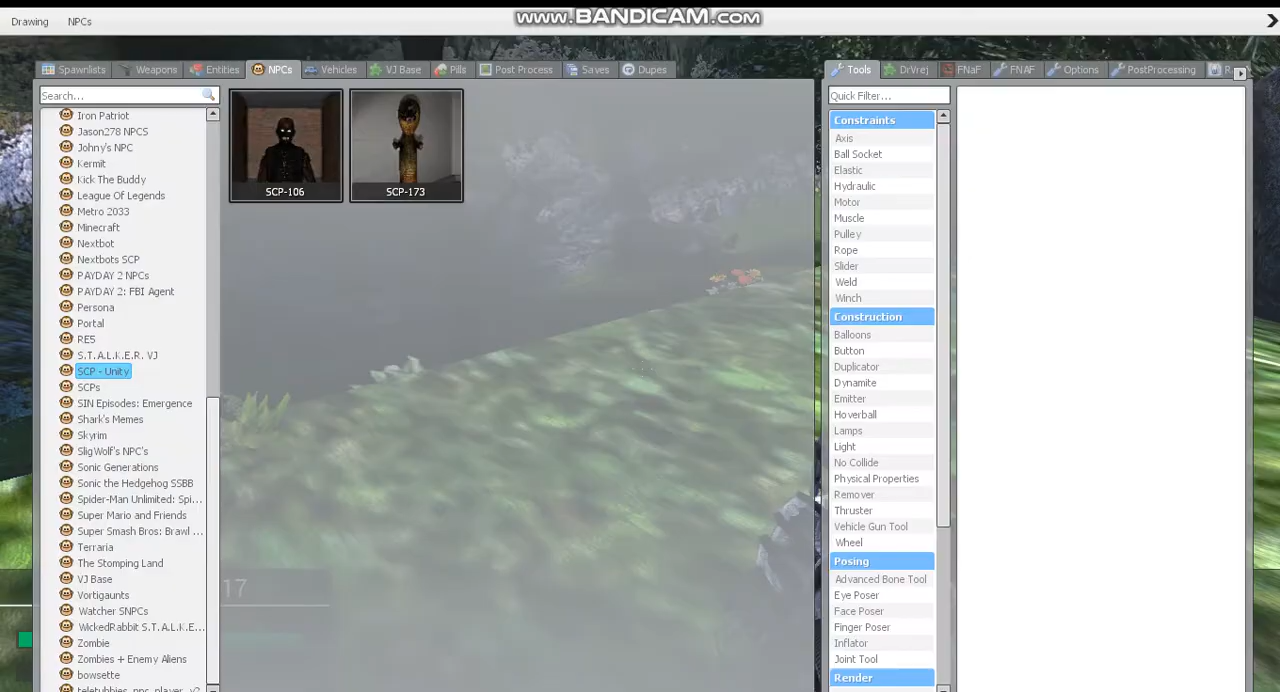 www.BANDICAM.com
Drawing NPCs
Spawnlists Weapons Entities NPCs Vehicles VJ Base Pills Post Process Saves Dupes
Tools DrVrej FNaF FNAF Options PostProcessing
Search...
Quick Filter...
Iron Patriot
Jason278 NPCS
Johny's NPC
Kermit
Kick The Buddy
League Of Legends
Metro 2033
Minecraft
Nextbot
Nextbots SCP
PAYDAY 2 NPCs
PAYDAY 2: FBI Agent
Persona
Portal
RE5
S.T.A.L.K.E.R. VJ
SCP - Unity
SCPs
SIN Episodes: Emergence
Shark's Memes
Skyrim
SligWolf's NPC's
Sonic Generations
Sonic the Hedgehog SSBB
Spider-Man Unlimited: Spi...
Super Mario and Friends
Super Smash Bros: Brawl ...
Terraria
The Stomping Land
VJ Base
Vortigaunts
Watcher SNPCs
WickedRabbit S.T.A.L.K.E...
Zombie
Zombies + Enemy Aliens
bowsette
teletubbies_npc_player_v2
SCP-106
SCP-173
17
Constraints
Axis
Ball Socket
Elastic
Hydraulic
Motor
Muscle
Pulley
Rope
Slider
Weld
Winch
Construction
Balloons
Button
Duplicator
Dynamite
Emitter
Hoverball
Lamps
Light
No Collide
Physical Properties
Remover
Thruster
Vehicle Gun Tool
Wheel
Posing
Advanced Bone Tool
Eye Poser
Face Poser
Finger Poser
Inflator
Joint Tool
Render